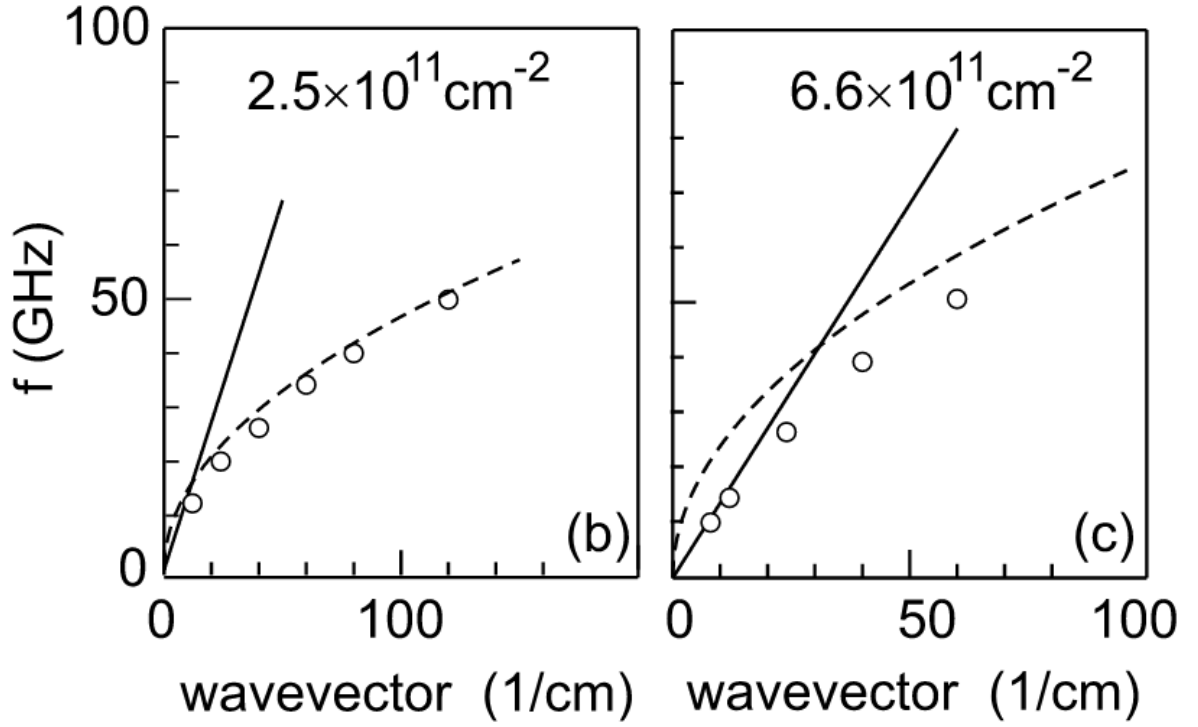 100
50
0
f (GHz)
2.5×10¹¹cm⁻²
(b)
0
100
wavevector (1/cm)
6.6×10¹¹cm⁻²
(c)
0
50
100
wavevector (1/cm)